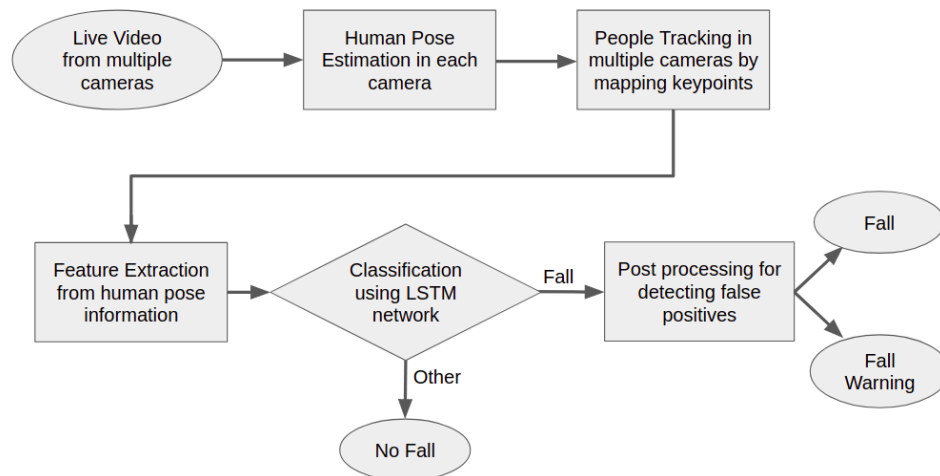 Live Video
from multiple
cameras
Human Pose
Estimation in each
camera
People Tracking in
multiple cameras by
mapping keypoints
Feature Extraction
from human pose
information
Classification
using LSTM
network
Fall
Post processing for
detecting false
positives
Fall
Fall
Warning
Other
No Fall